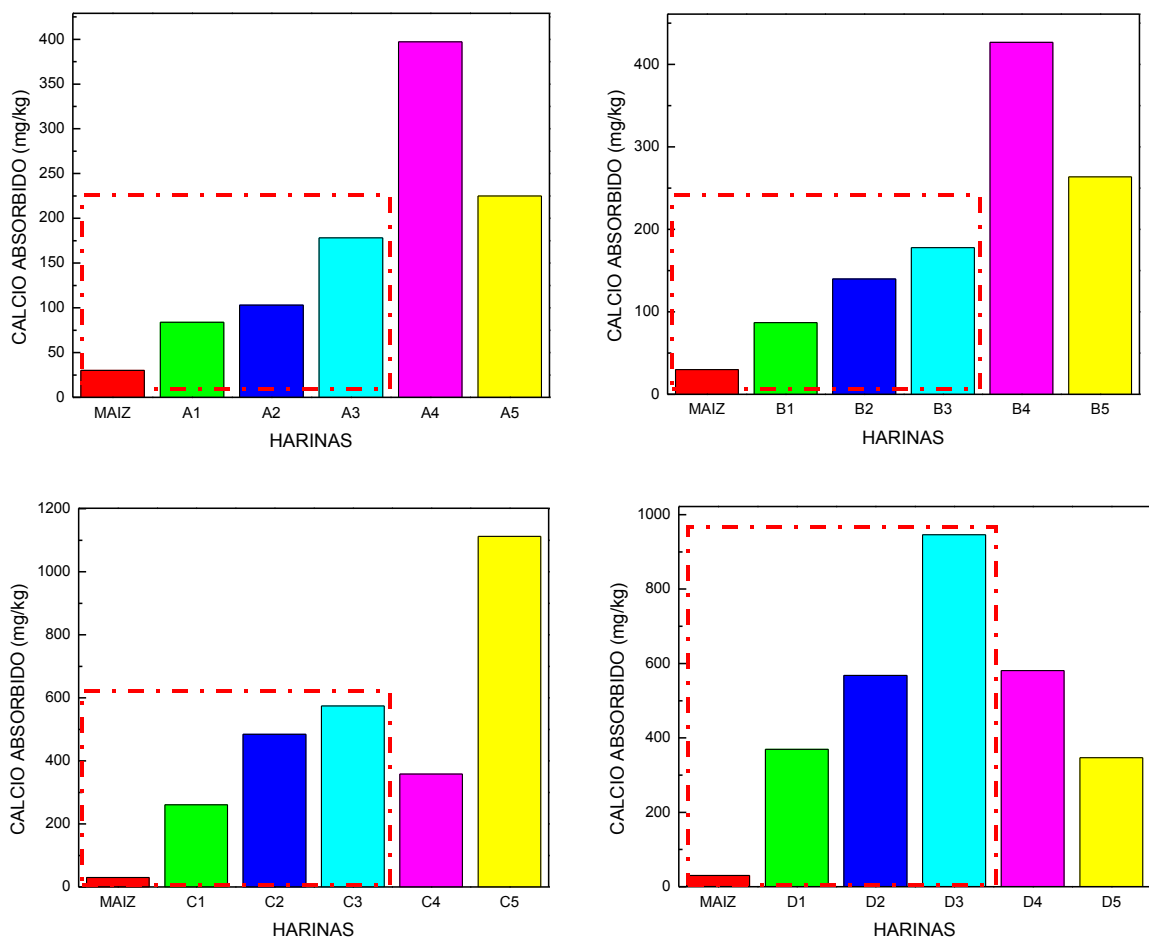 CALCIO ABSORBIDO (mg/kg)
400
350
300
250
200
150
100
50
0
MAIZ A1 A2 A3 A4 A5
HARINAS
CALCIO ABSORBIDO (mg/kg)
400
300
200
100
0
MAIZ B1 B2 B3 B4 B5
HARINAS
CALCIO ABSORBIDO (mg/kg)
1200
1000
800
600
400
200
0
MAIZ C1 C2 C3 C4 C5
HARINAS
CALCIO ABSORBIDO (mg/kg)
1000
800
600
400
200
0
MAIZ D1 D2 D3 D4 D5
HARINAS